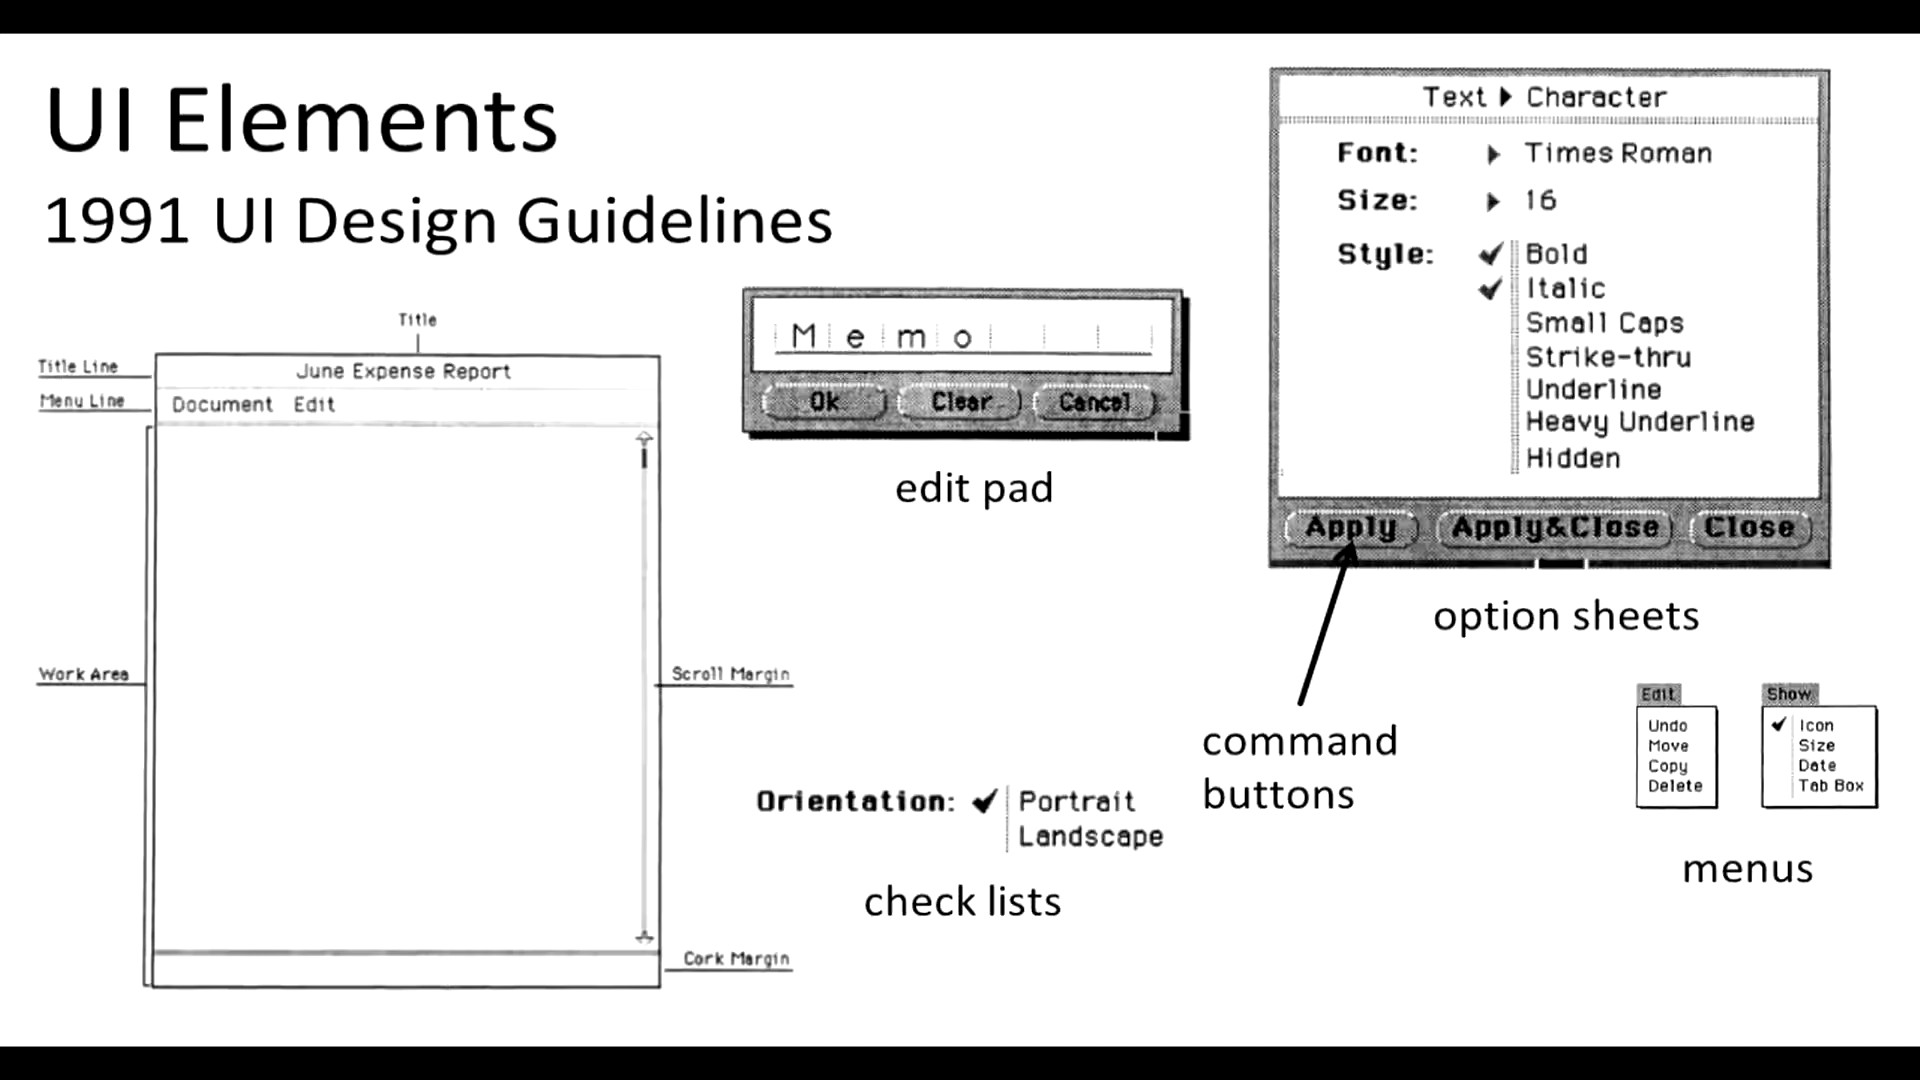 UI Elements
1991 UI Design Guidelines
Title
Title Line
June Expense Report
Menu Line
Document Edit
Work Area
Scroll Margin
Cork Margin
M e m o
Ok Clear Cancel
edit pad
Orientation: ✔ Portrait
Landscape
check lists
Text ▶ Character
Font: ▶ Times Roman
Size: ▶ 16
Style: ✔ Bold
✔ Italic
Small Caps
Strike-thru
Underline
Heavy Underline
Hidden
Apply Apply&Close Close
option sheets
command
buttons
Edit
Undo
Move
Copy
Delete
Show
✔ Icon
Size
Date
Tab Box
menus